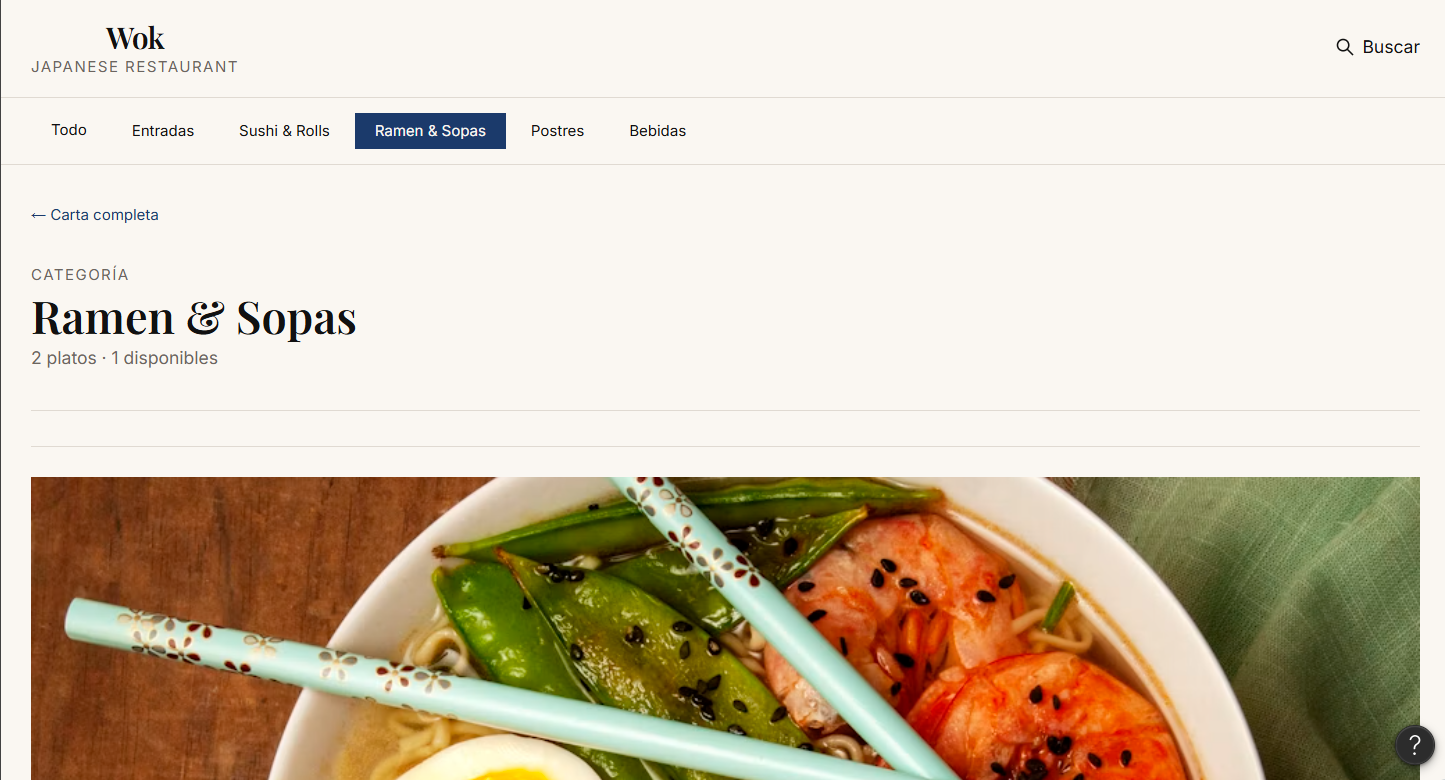 Wok
JAPANESE RESTAURANT
Buscar
Todo Entradas Sushi & Rolls Ramen & Sopas Postres Bebidas
← Carta completa
CATEGORÍA
Ramen & Sopas
2 platos · 1 disponibles
?